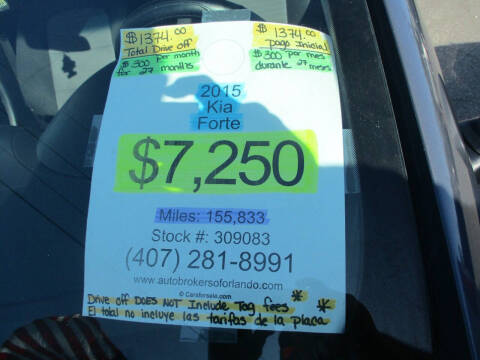 $1374.00
Total Drive off
$300 per month
for 27 months
$1374.00
pago Inicial
$300 por mes
durante 27 meses
2015
Kia
Forte
$7,250
Miles: 155,833
Stock #: 309083
(407) 281-8991
www.autobrokersoforlando.com
© Carsforsale.com
Drive off DOES NOT Include Tag fees *
El total no incluye las tarifas de la placa *